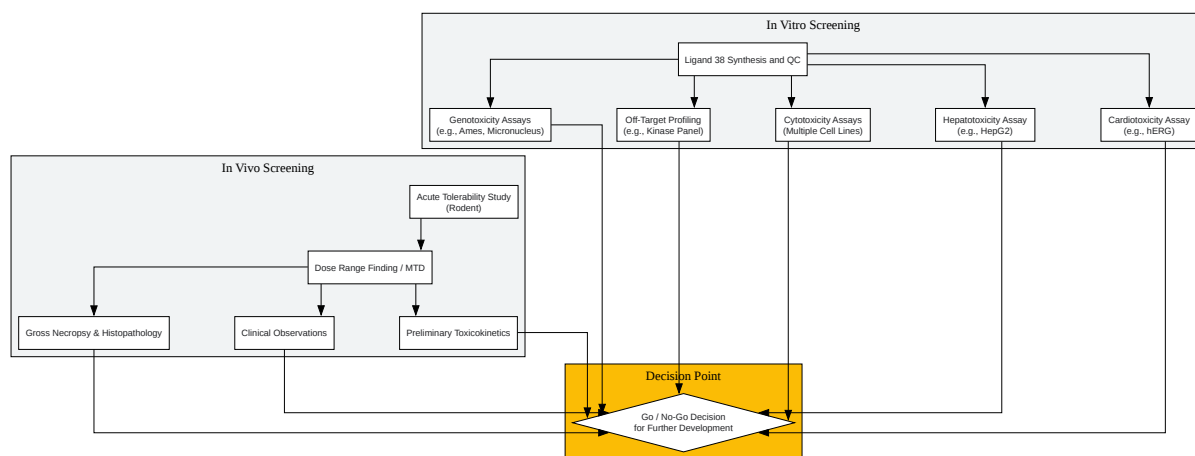 In Vitro Screening
Ligand 38 Synthesis and QC
Genotoxicity Assays
(e.g., Ames, Micronucleus)
Off-Target Profiling
(e.g., Kinase Panel)
Cytotoxicity Assays
(Multiple Cell Lines)
Hepatotoxicity Assay
(e.g., HepG2)
Cardiotoxicity Assay
(e.g., hERG)
In Vivo Screening
Acute Tolerability Study
(Rodent)
Dose Range Finding / MTD
Gross Necropsy & Histopathology
Clinical Observations
Preliminary Toxicokinetics
Decision Point
Go / No-Go Decision
for Further Development